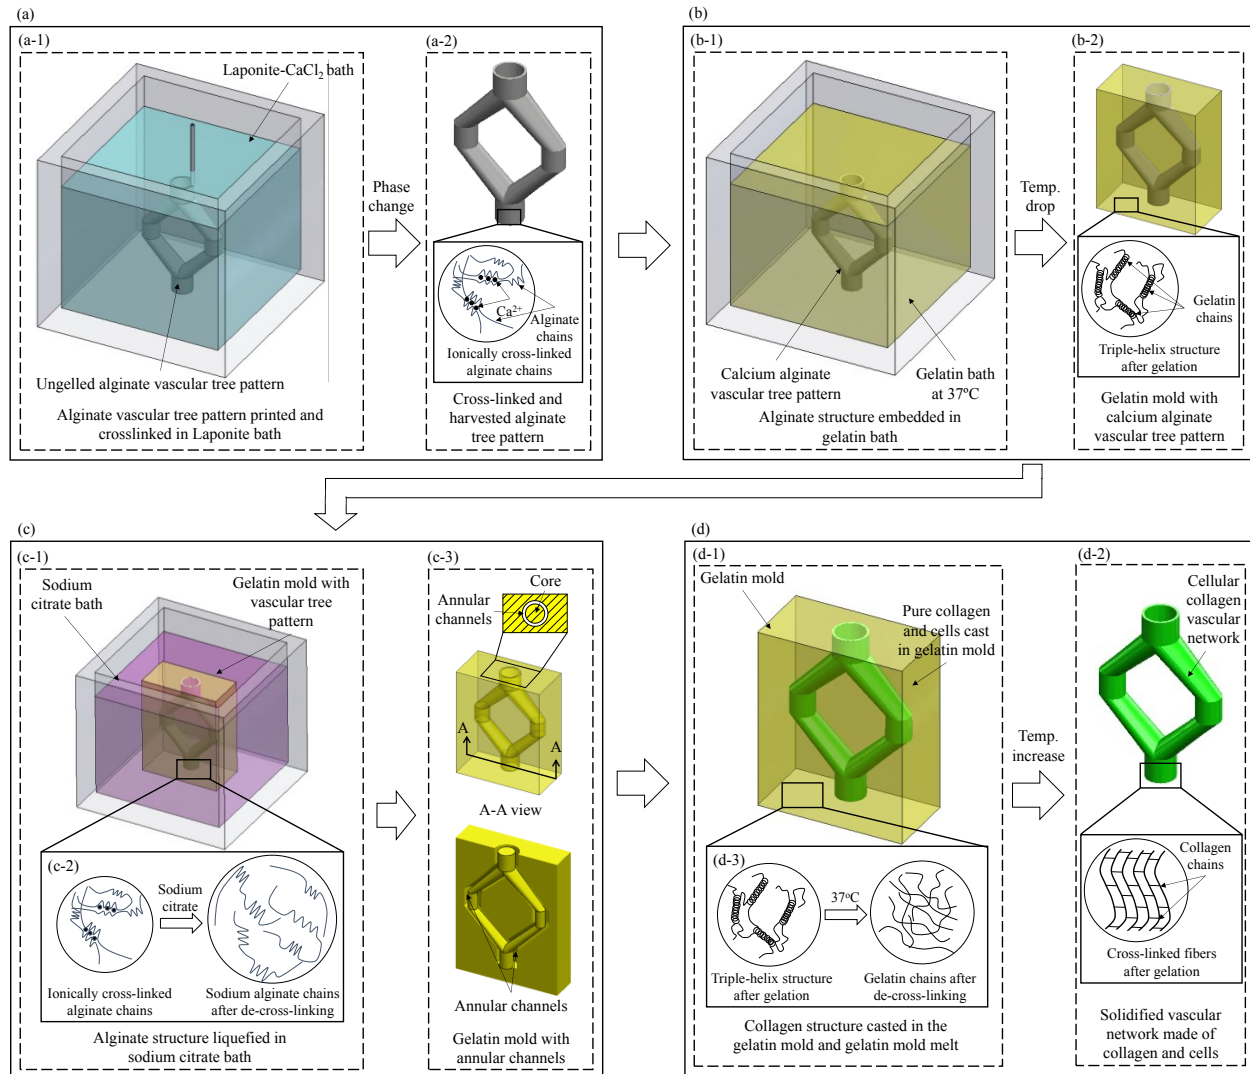 (a)
(a-1)
Laponite-CaCl₂ bath
Ungelled alginate vascular tree pattern
Alginate vascular tree pattern printed and
crosslinked in Laponite bath
Phase
change
(a-2)
Ca²⁺
Alginate
chains
Ionically cross-linked
alginate chains
Cross-linked and
harvested alginate
tree pattern
(b)
(b-1)
Calcium alginate
vascular tree pattern
Gelatin bath
at 37ºC
Alginate structure embedded in
gelatin bath
Temp.
drop
(b-2)
Gelatin
chains
Triple-helix structure
after gelation
Gelatin mold with
calcium alginate
vascular tree pattern
(c)
(c-1)
Sodium
citrate bath
Gelatin mold with
vascular tree
pattern
(c-2)
Sodium
citrate
Ionically cross-linked
alginate chains
Sodium alginate chains
after de-cross-linking
Alginate structure liquefied in
sodium citrate bath
(c-3)
Core
Annular
channels
A
A
A-A view
Annular channels
Gelatin mold with
annular channels
(d)
(d-1)
Gelatin mold
Pure collagen
and cells cast
in gelatin mold
(d-3)
37ºC
Triple-helix structure
after gelation
Gelatin chains after
de-cross-linking
Collagen structure casted in the
gelatin mold and gelatin mold melt
Temp.
increase
(d-2)
Cellular
collagen
vascular
network
Collagen
chains
Cross-linked fibers
after gelation
Solidified vascular
network made of
collagen and cells